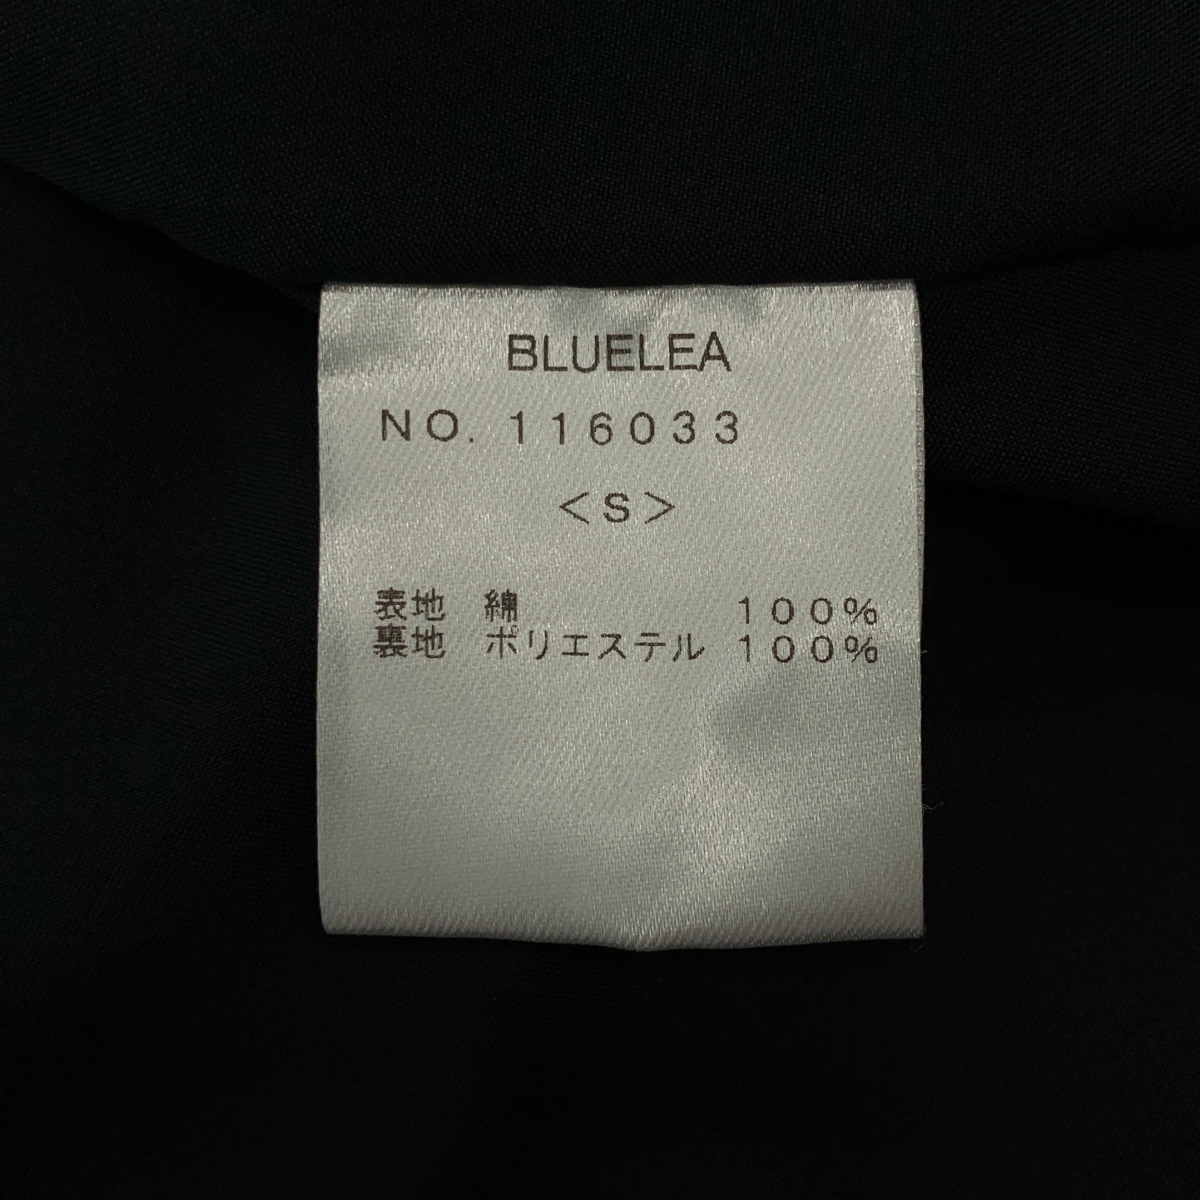 BLUELEA
NO. 116033
＜S＞
表地 綿 100%
裏地 ポリエステル 100%